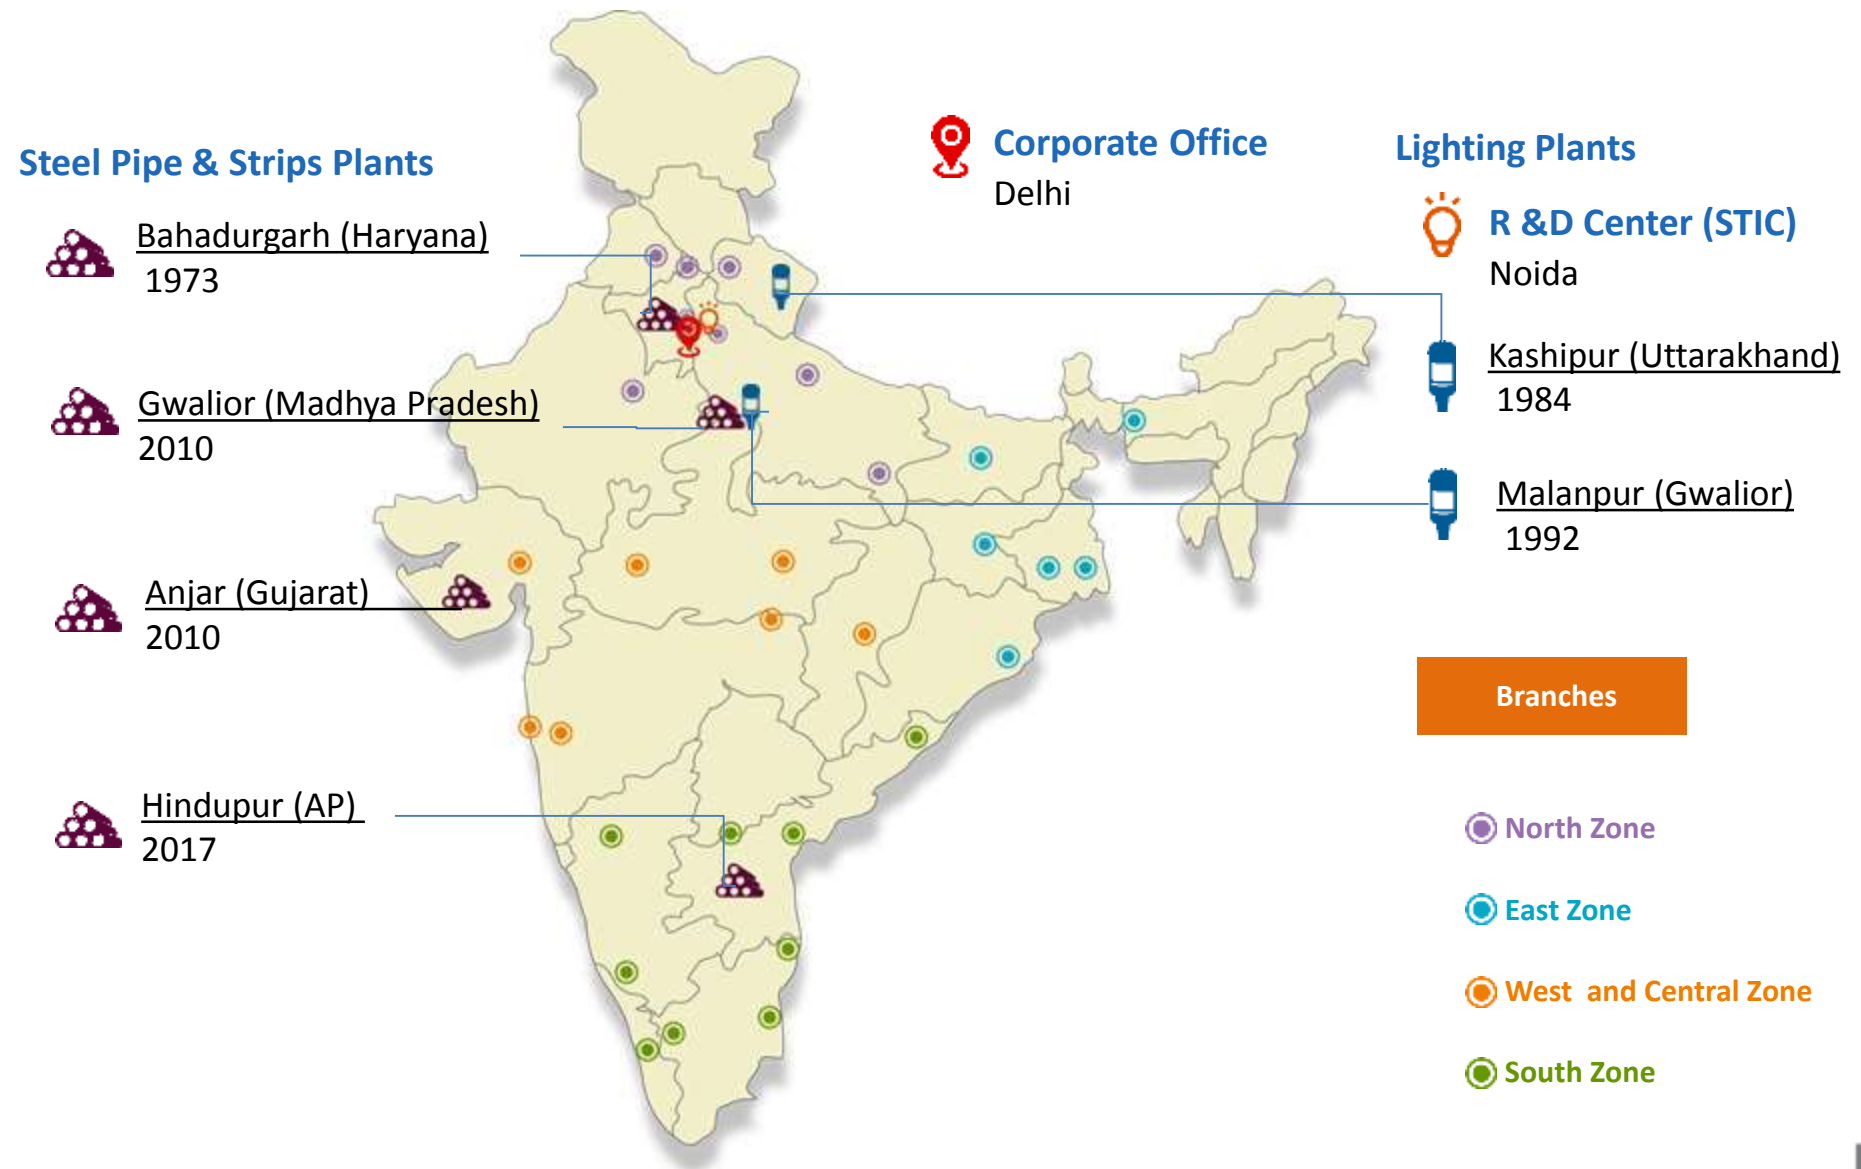 Steel Pipe & Strips Plants
Bahadurgarh (Haryana)
1973
Gwalior (Madhya Pradesh)
2010
Anjar (Gujarat)
2010
Hindupur (AP)
2017
Corporate Office
Delhi
Lighting Plants
R &D Center (STIC)
Noida
Kashipur (Uttarakhand)
1984
Malanpur (Gwalior)
1992
Branches
North Zone
East Zone
West and Central Zone
South Zone